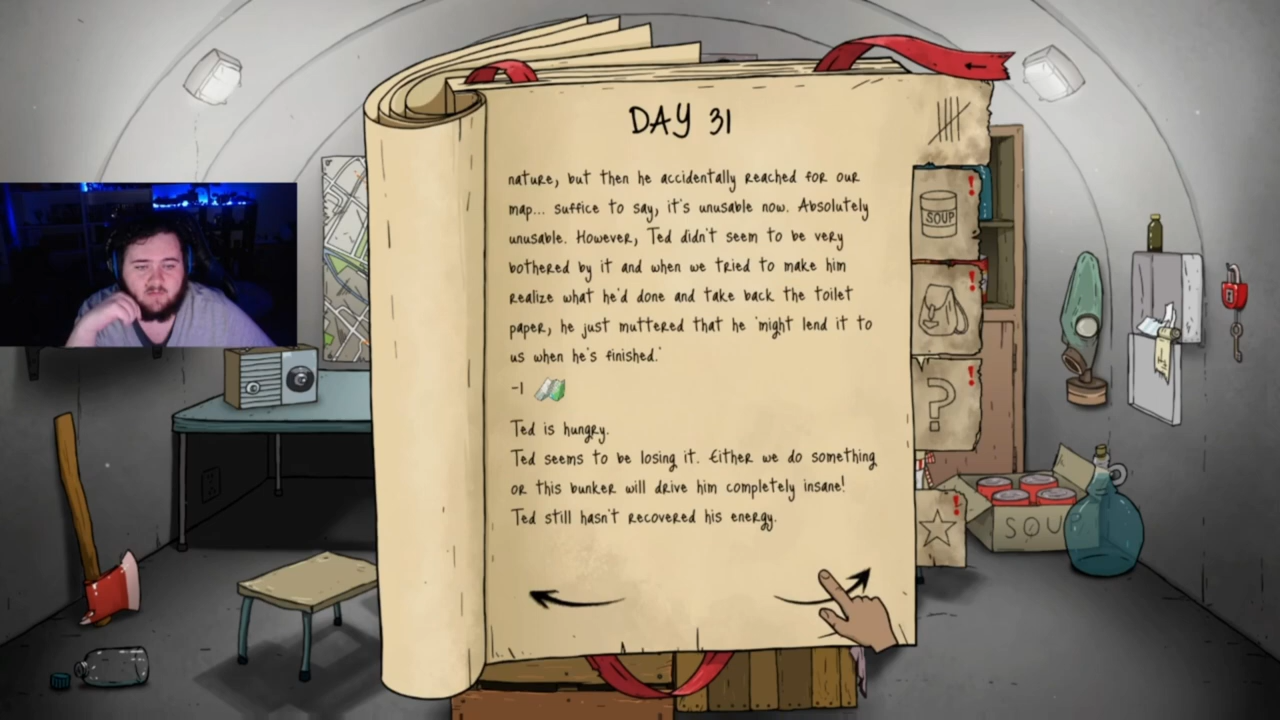 DAY 31
nature, but then he accidentally reached for our
map... suffice to say, it's unusable now. Absolutely
unusable. However, Ted didn't seem to be very
bothered by it and when we tried to make him
realize what he'd done and take back the toilet
paper, he just muttered that he 'might lend it to
us when he's finished.'
-1
Ted is hungry.
Ted seems to be losing it. Either we do something
or this bunker will drive him completely insane!
Ted still hasn't recovered his energy.
!
SOUP
!
!
?
!
SOUP